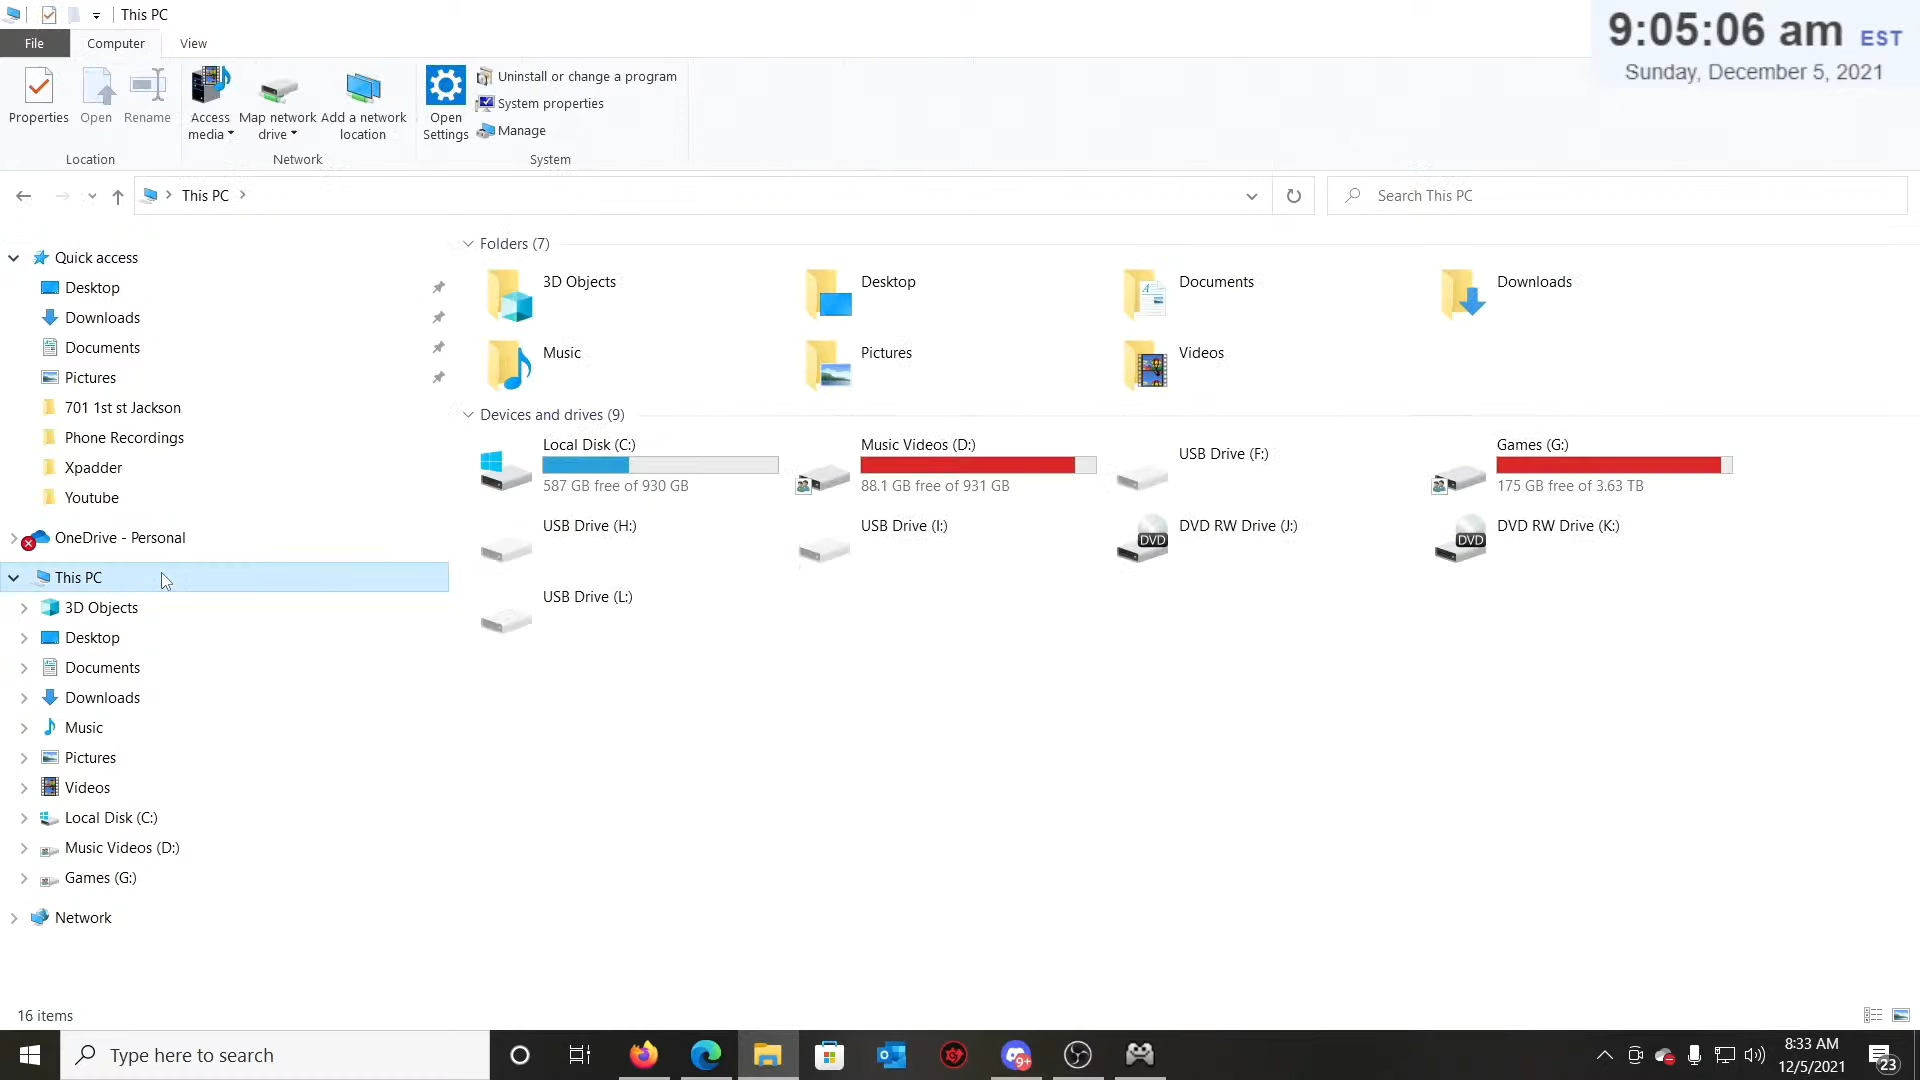 This PC
9:05:06 am EST
Sunday, December 5, 2021
File
Computer
View
Properties
Open
Rename
Access
media
Map network
drive
Add a network
location
Open
Settings
Uninstall or change a program
System properties
Manage
Location
Network
System
This PC
Search This PC
Quick access
Desktop
Downloads
Documents
Pictures
701 1st st Jackson
Phone Recordings
Xpadder
Youtube
OneDrive - Personal
This PC
3D Objects
Desktop
Documents
Downloads
Music
Pictures
Videos
Local Disk (C:)
Music Videos (D:)
Games (G:)
Network
Folders (7)
3D Objects
Desktop
Documents
Downloads
Music
Pictures
Videos
Devices and drives (9)
Local Disk (C:)
587 GB free of 930 GB
Music Videos (D:)
88.1 GB free of 931 GB
USB Drive (F:)
Games (G:)
175 GB free of 3.63 TB
USB Drive (H:)
USB Drive (I:)
DVD RW Drive (J:)
DVD
DVD RW Drive (K:)
DVD
USB Drive (L:)
16 items
Type here to search
9+
8:33 AM
12/5/2021
23